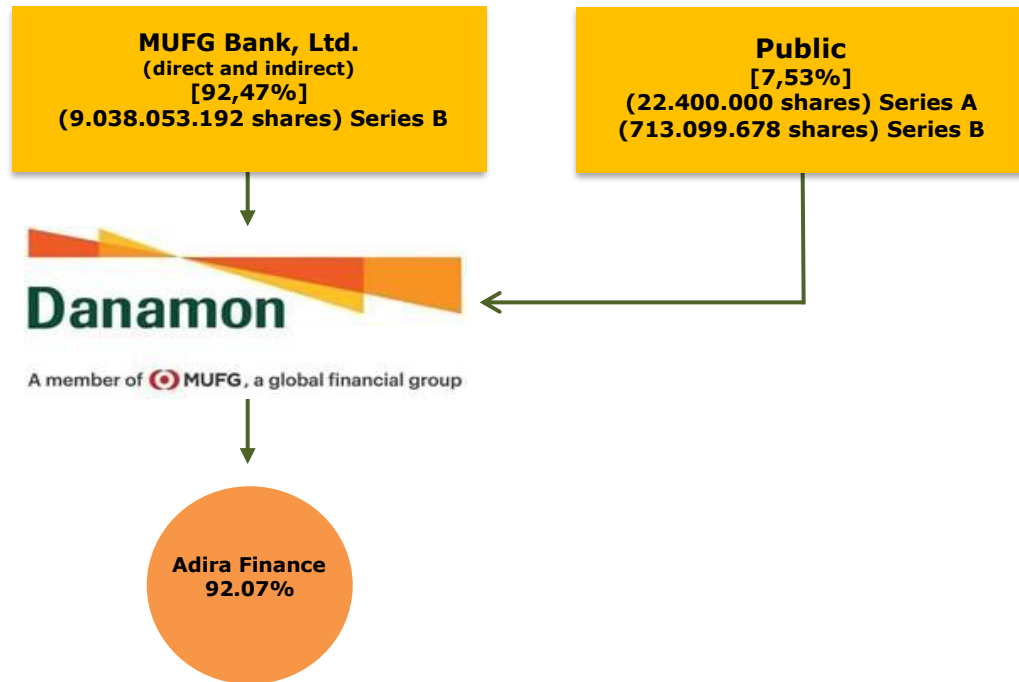 MUFG Bank, Ltd.
(direct and indirect)
[92,47%]
(9.038.053.192 shares) Series B
Public
[7,53%]
(22.400.000 shares) Series A
(713.099.678 shares) Series B
Danamon
A member of MUFG, a global financial group
Adira Finance
92.07%